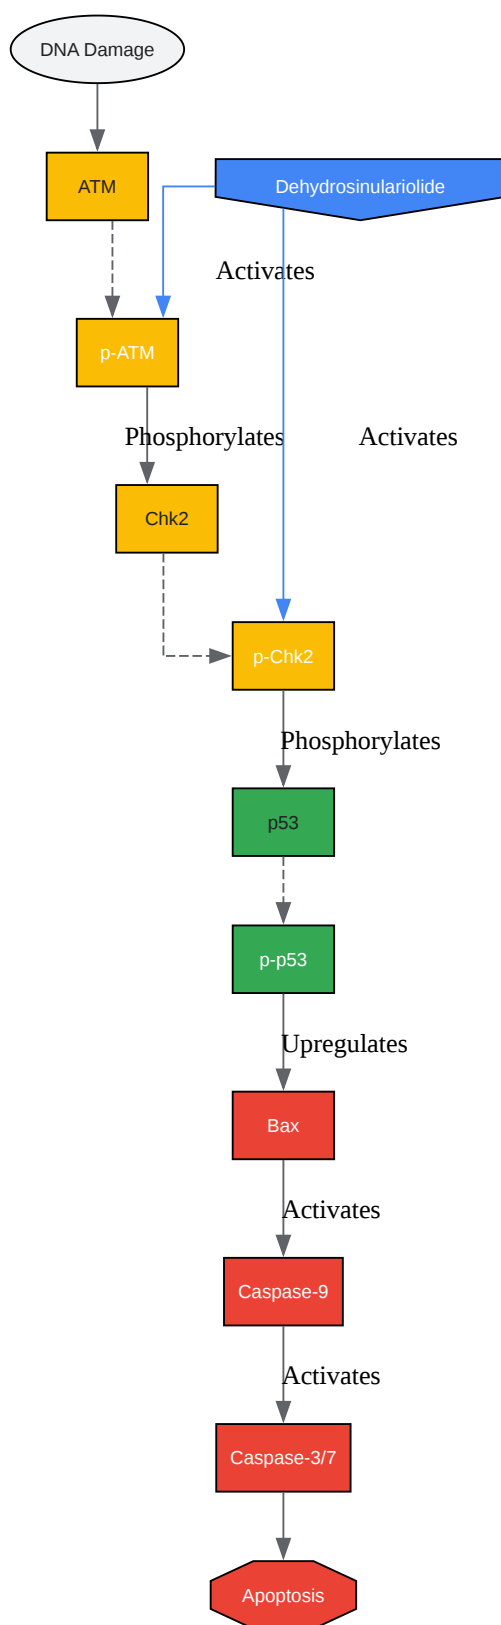 DNA Damage
ATM
Dehydrosinulariolide
Activates
p-ATM
Phosphorylates
Activates
Chk2
p-Chk2
Phosphorylates
p53
p-p53
Upregulates
Bax
Activates
Caspase-9
Activates
Caspase-3/7
Apoptosis